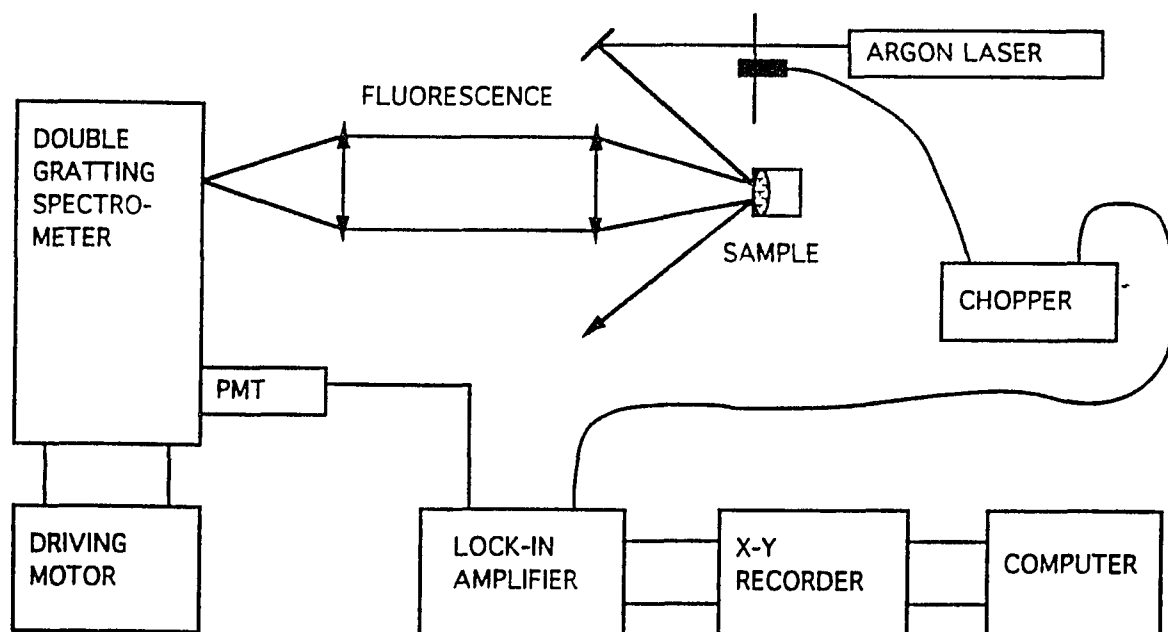 ARGON LASER
FLUORESCENCE
DOUBLE
GRATTING
SPECTRO-
METER
SAMPLE
CHOPPER
PMT
DRIVING
MOTOR
LOCK-IN
AMPLIFIER
X-Y
RECORDER
COMPUTER